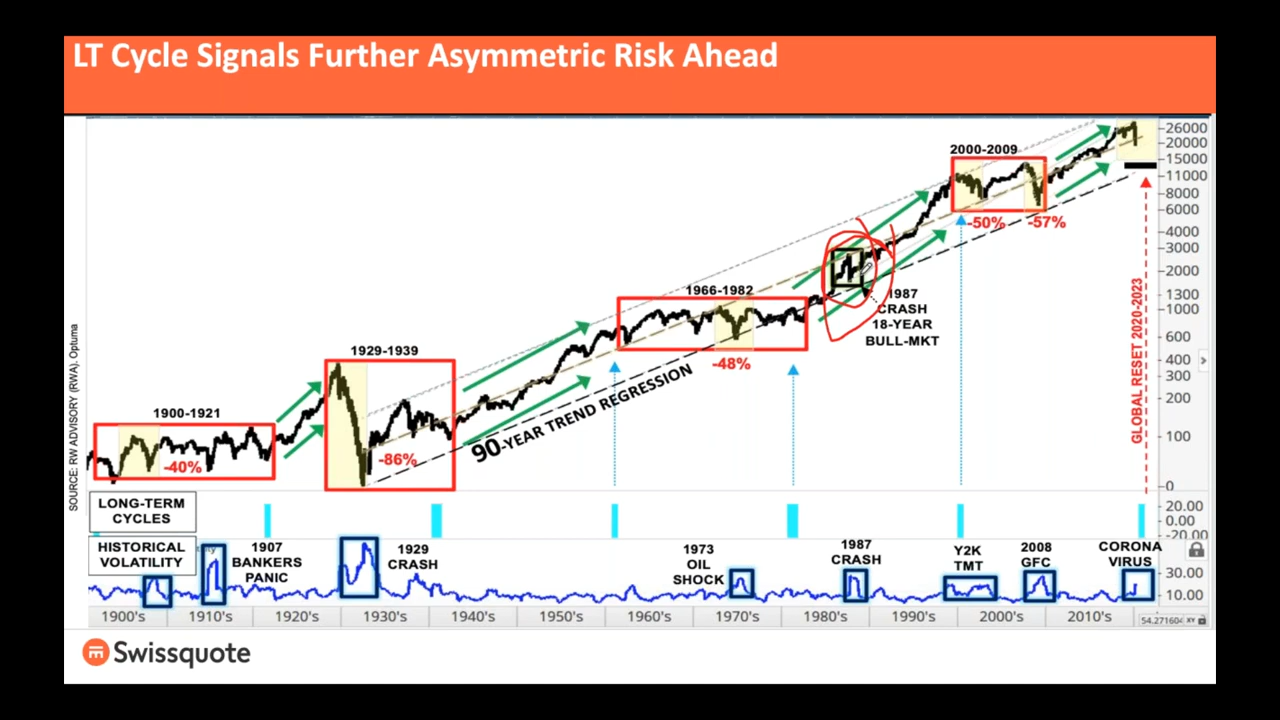 LT Cycle Signals Further Asymmetric Risk Ahead
26000
20000
15000
11000
8000
6000
4000
3000
2000
1300
1000
600
400
300
200
100
0
2000-2009
-50%
-57%
1987
CRASH
18-YEAR
BULL-MKT
1966-1982
-48%
90-YEAR TREND REGRESSION
1929-1939
-86%
1900-1921
-40%
GLOBAL RESET 2020-2023
SOURCE: RW ADVISORY (RWA), Optuma
LONG-TERM
CYCLES
20.00
0.00
-20.00
HISTORICAL
VOLATILITY
1907
BANKERS
PANIC
1929
CRASH
1973
OIL
SHOCK
1987
CRASH
Y2K
TMT
2008
GFC
CORONA
VIRUS
30.00
10.00
1900's
1910's
1920's
1930's
1940's
1950's
1960's
1970's
1980's
1990's
2000's
2010's
54.271604
XY
Swissquote